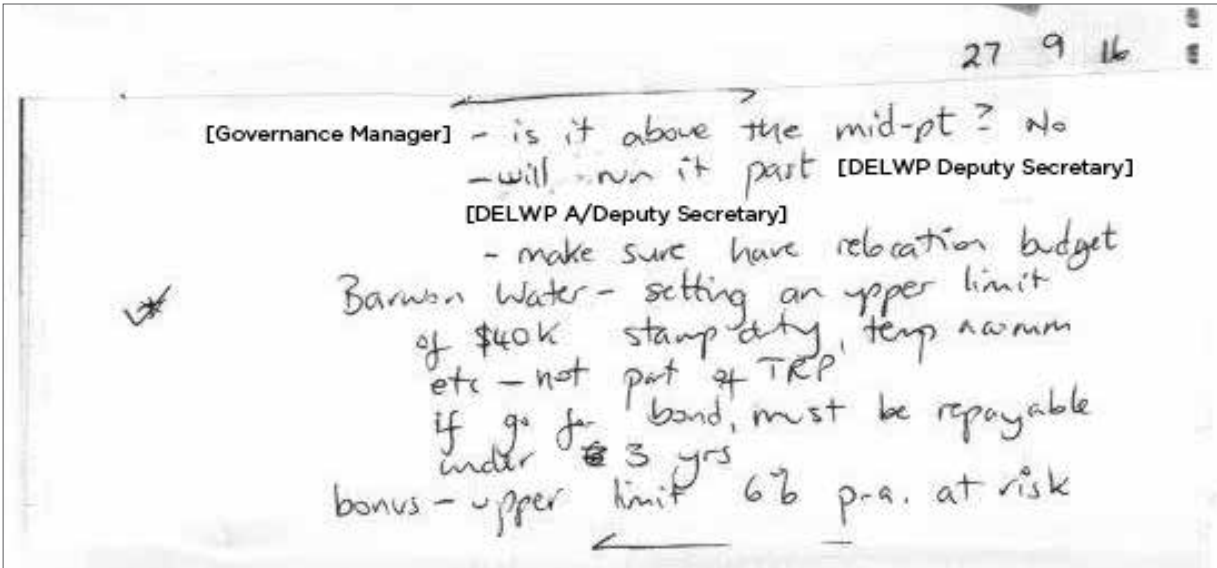 27 9 16
[Governance Manager] - is it above the mid-pt? No
- will run it past [DELWP Deputy Secretary]
[DELWP A/Deputy Secretary]
- make sure have relocation budget
Barwon Water - setting an upper limit
of $40K stamp duty, temp accomm
etc - not part of TRP
if go for bond, must be repayable
under 3 yrs
bonus - upper limit 6% p.a. at risk